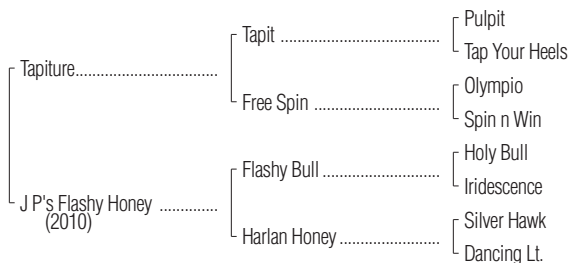 Pulpit
Tapit ........................................
Tap Your Heels
Tapiture....................................
Olympio
Free Spin ................................
Spin n Win
Holy Bull
Flashy Bull ..............................
Iridescence
J P's Flashy Honey ...............
(2010)
Silver Hawk
Harlan Honey..........................
Dancing Lt.